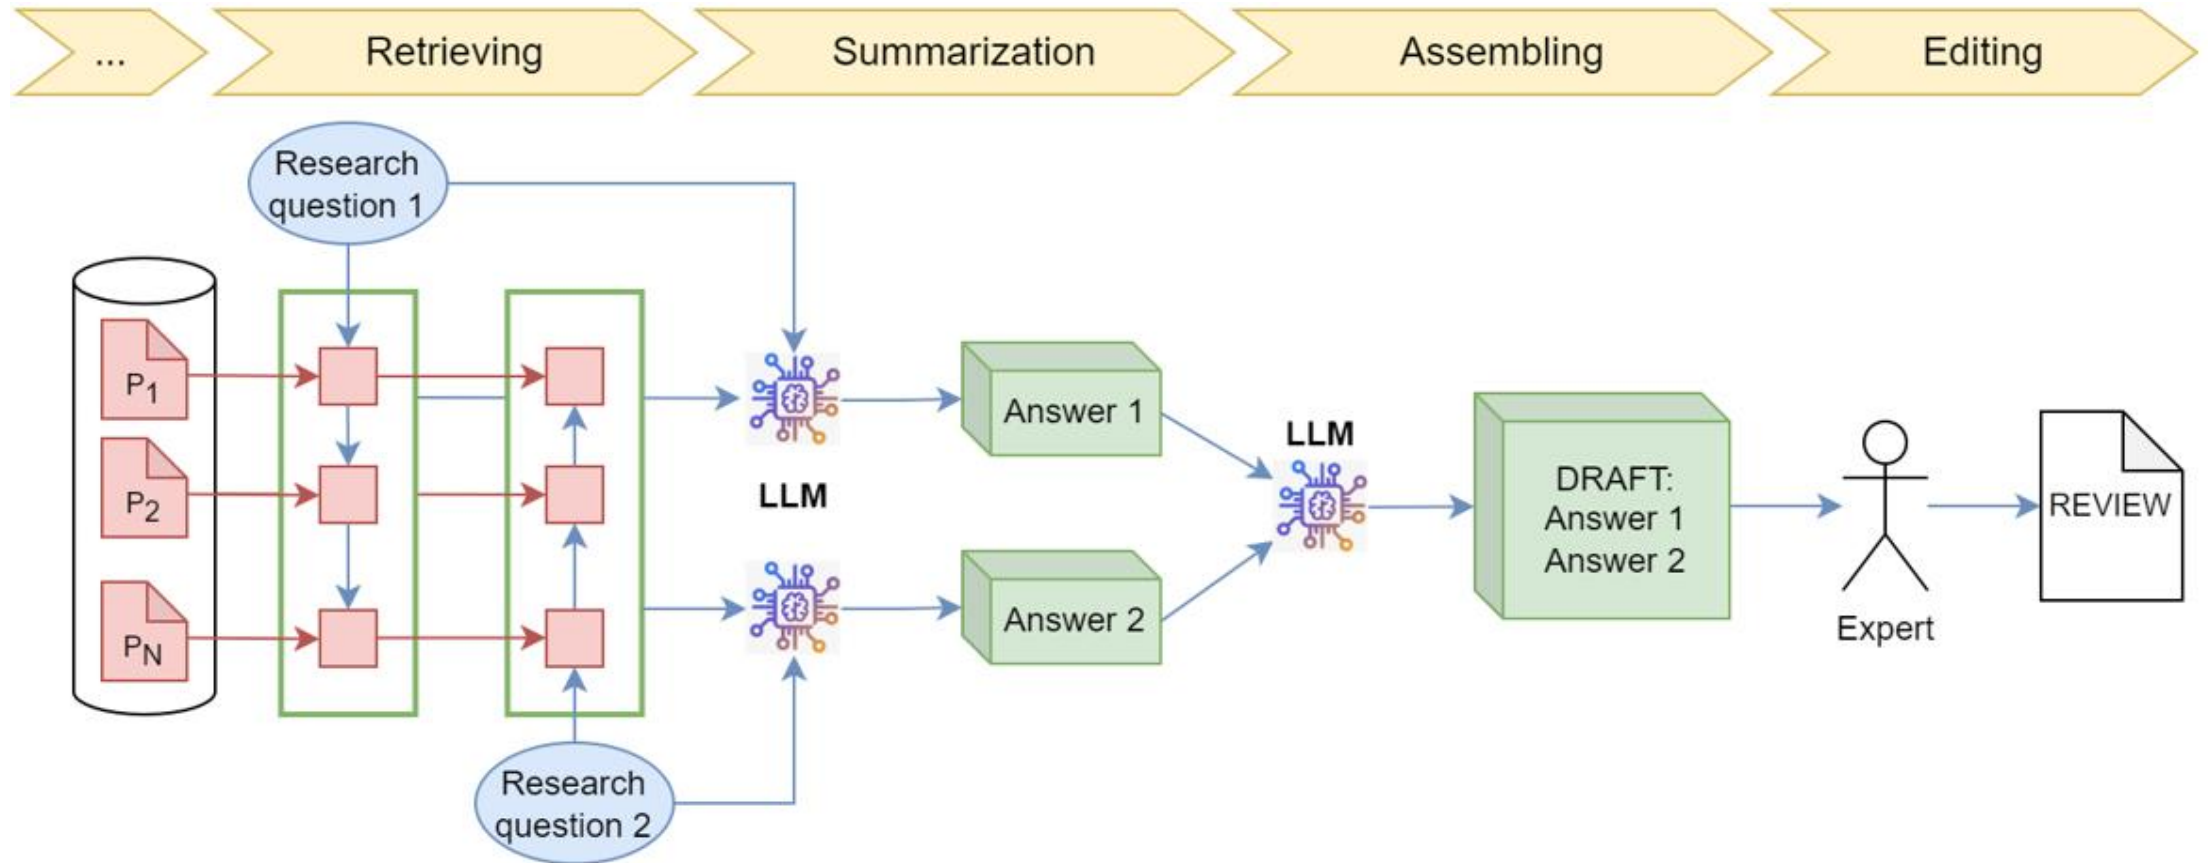 ...
Retrieving
Summarization
Assembling
Editing
Research
question 1
P1
P2
PN
Research
question 2
LLM
Answer 1
Answer 2
LLM
DRAFT:
Answer 1
Answer 2
Expert
REVIEW